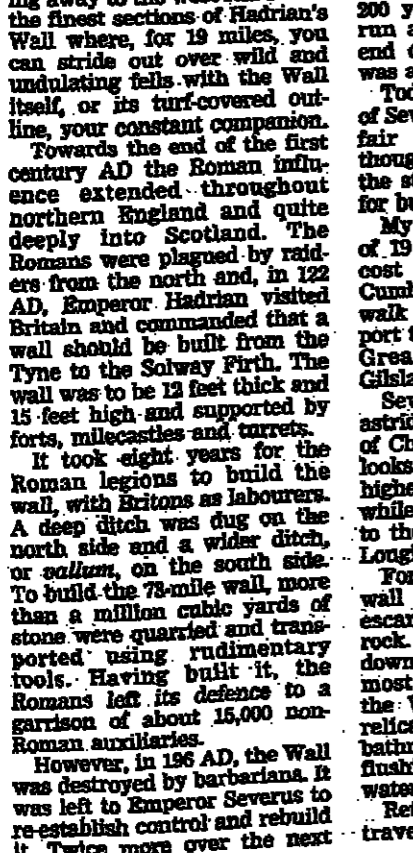 the finest sections of Hadrian's
Wall where, for 19 miles, you
can stride out over wild and
undulating fells with the Wall
itself, or its turf-covered out-
line, your constant companion.
Towards the end of the first
century AD the Roman influ-
ence extended throughout
northern England and quite
deeply into Scotland. The
Romans were plagued by raid-
ers from the north and, in 122
AD, Emperor Hadrian visited
Britain and commanded that a
wall should be built from the
Tyne to the Solway Firth. The
wall was to be 12 feet thick and
15 feet high and supported by
forts, milecastles and turrets.
It took eight years for the
Roman legions to build the
wall, with Britons as labourers.
A deep ditch was dug on the
north side and a wider ditch,
or vallum, on the south side.
To build the 73-mile wall, more
than a million cubic yards of
stone were quarried and trans-
ported using rudimentary
tools. Having built it, the
Romans left its defence to a
garrison of about 15,000 non-
Roman auxiliaries.
However, in 196 AD, the Wall
was destroyed by barbarians. It
was left to Emperor Severus to
re-establish control and rebuild
it. Twice more over the next
200 y
run a
end o
was a
Tod
of Sev
fair
thoug
the s
for bu
My
of 19
cost
Cumb
walk
port
Grea
Gilsla
Sev
astrid
of Ch
looks
highe
while
to the
Loug
For
wall
escar
rock.
down
most
the
relica
bathr
flush
water
Re
trave